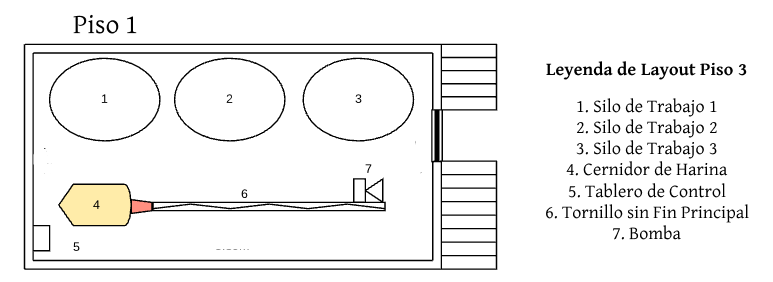 Piso 1
1
2
3
7
6
4
5
Leyenda de Layout Piso 3
1. Silo de Trabajo 1
2. Silo de Trabajo 2
3. Silo de Trabajo 3
4. Cernidor de Harina
5. Tablero de Control
6. Tornillo sin Fin Principal
7. Bomba